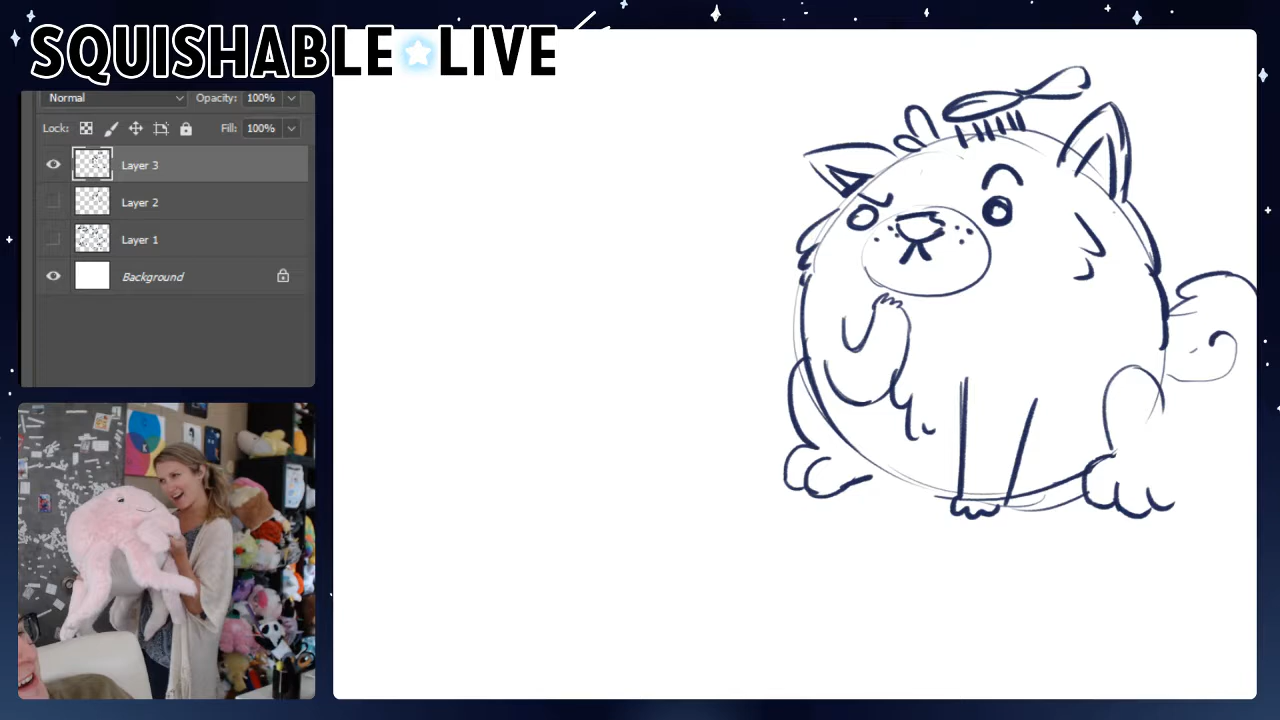 SQUISHABLE LIVE
Normal Opacity: 100%
Lock: Fill: 100%
Layer 3
Layer 2
Layer 1
Background